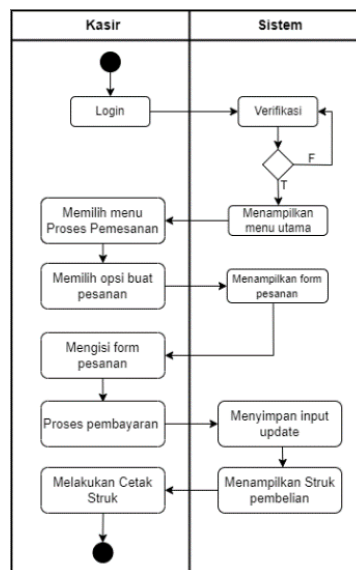 Kasir
Sistem
Login
Verifikasi
F
T
Menampilkan
menu utama
Memilih menu
Proses Pemesanan
Memilih opsi buat
pesanan
Menampilkan form
pesanan
Mengisi form
pesanan
Proses pembayaran
Menyimpan input
update
Menampilkan Struk
pembelian
Melakukan Cetak
Struk